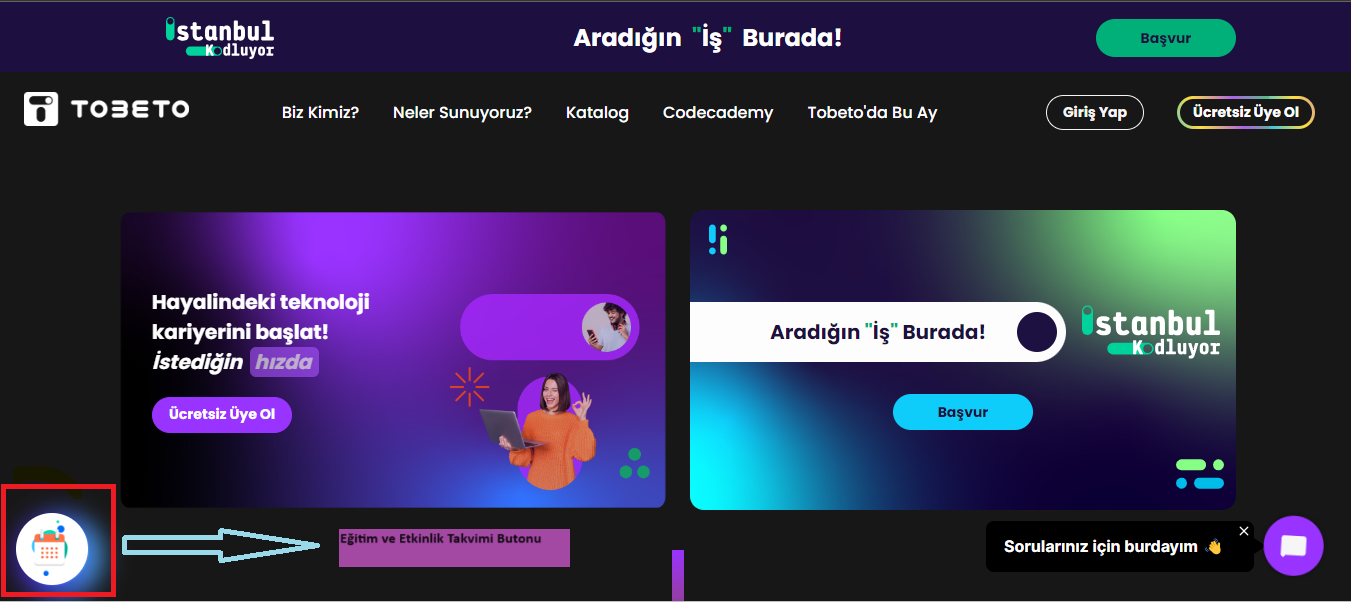 istanbul
Kodluyor
Aradığın "İş" Burada!
Başvur
TOBETO
Biz Kimiz?
Neler Sunuyoruz?
Katalog
Codecademy
Tobeto'da Bu Ay
Giriş Yap
Ücretsiz Üye Ol
Hayalindeki teknoloji
kariyerini başlat!
İstediğin hızda
Ücretsiz Üye Ol
Aradığın "İş" Burada!
istanbul
Kodluyor
Başvur
Eğitim ve Etkinlik Takvimi Butonu
Sorularınız için burdayım 👋